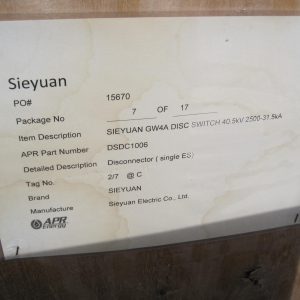 Sieyuan
PO# 15670
Package No 7 OF 17
Item Description SIEYUAN GW4A DISC SWITCH 40.5kV 2500-31.5kA
APR Part Number DSDC1006
Detailed Description Disconnector ( single ES)
Tag No. 2/7 @ C
Brand SIEYUAN
Manufacture Sieyuan Electric Co., Ltd.
APR Energy